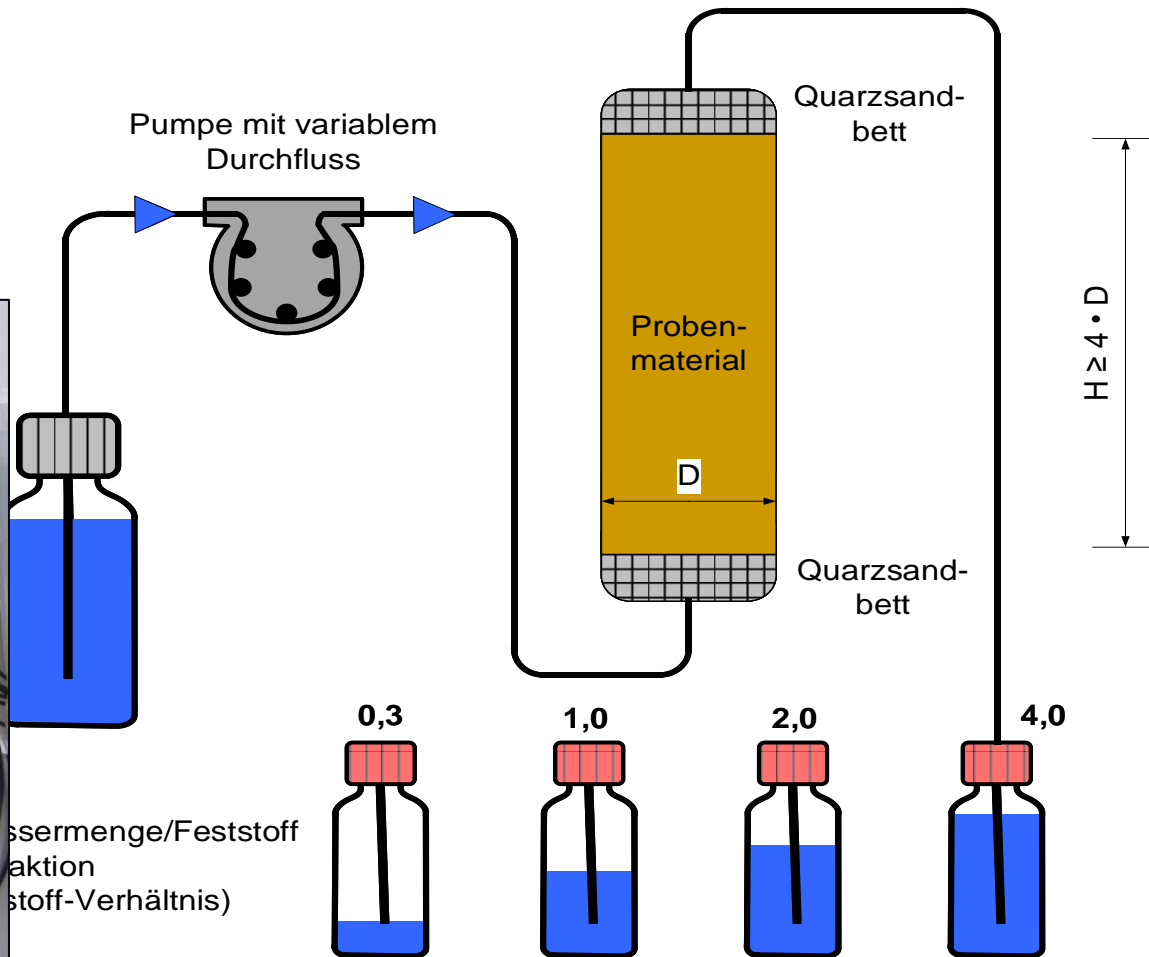 Quarzsand-
bett
Pumpe mit variablem
Durchfluss
Proben-
material
H ≥ 4 • D
D
Quarzsand-
bett
0,3
1,0
2,0
4,0
ssermenge/Feststoff
aktion
stoff-Verhältnis)